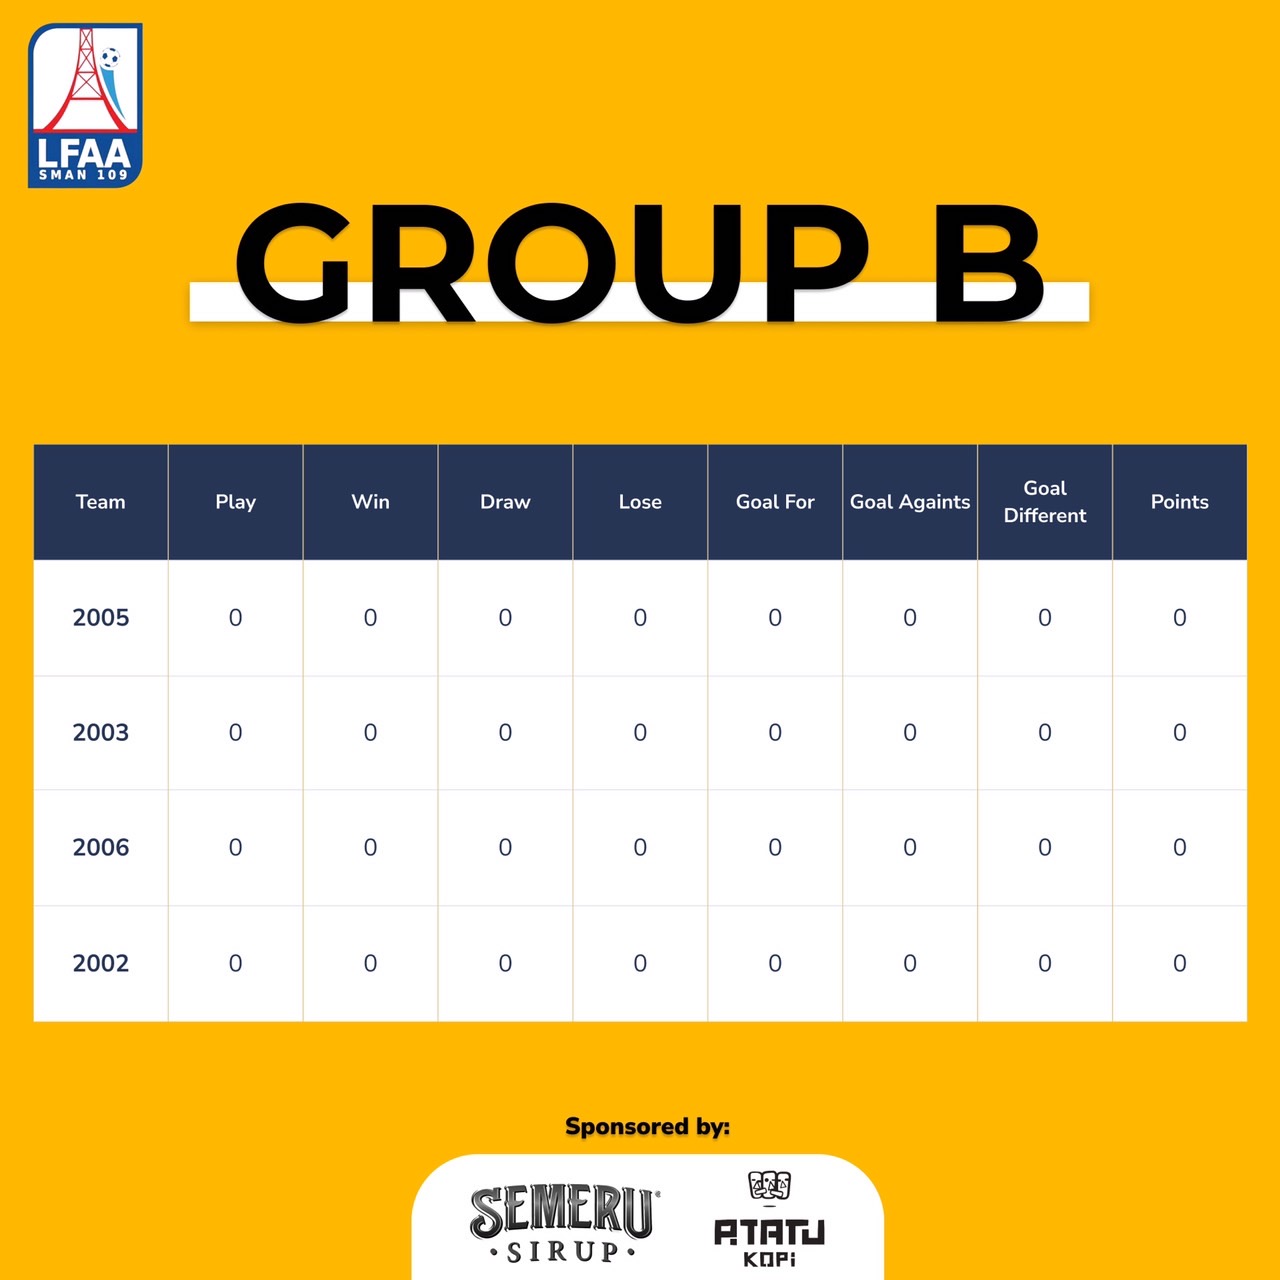 LFAA
SMAN 109
GROUP B
Team Play Win Draw Lose Goal For Goal Againts Goal Different Points
2005 0 0 0 0 0 0 0 0
2003 0 0 0 0 0 0 0 0
2006 0 0 0 0 0 0 0 0
2002 0 0 0 0 0 0 0 0
Sponsored by:
SEMERU
SIRUP
ATATU
KOPi